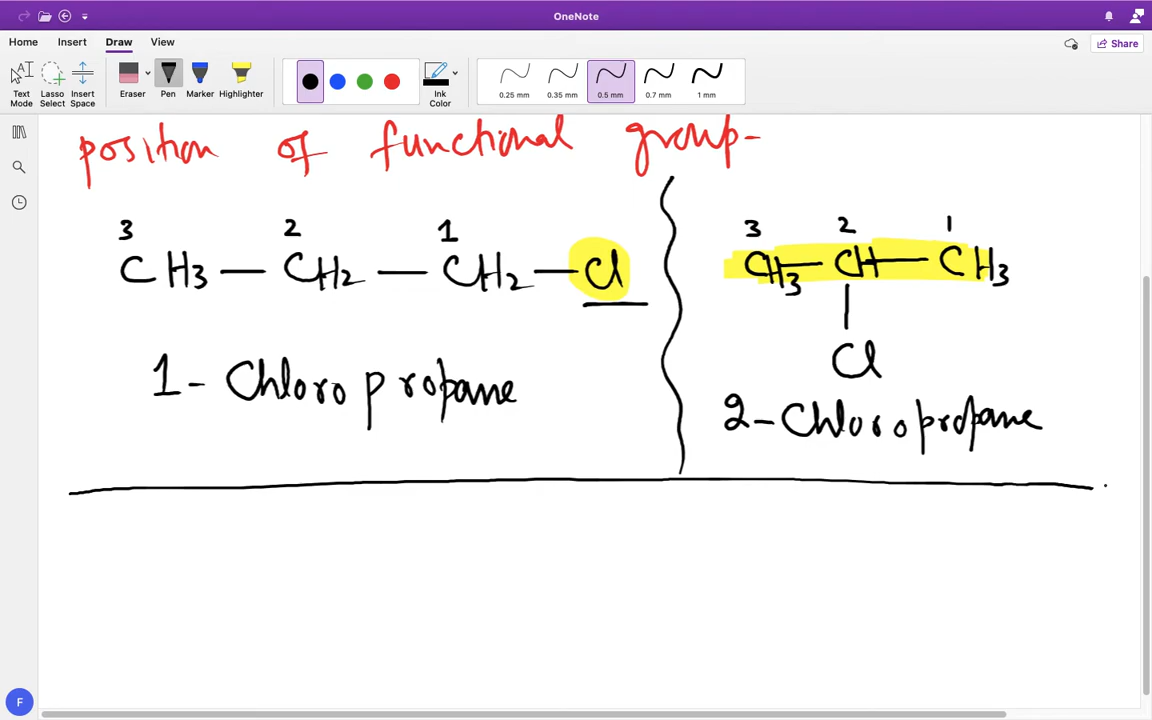 OneNote
Home Insert Draw View
Share
Text Mode
Lasso Select
Insert Space
Eraser
Pen
Marker
Highlighter
Ink Color
0.25 mm 0.35 mm 0.5 mm 0.7 mm 1 mm
position of functional group-
3 2 1
CH3 — CH2 — CH2 — Cl
1- Chloropropane
3 2 1
CH3 — CH — CH3
Cl
2-Chloropropane
F